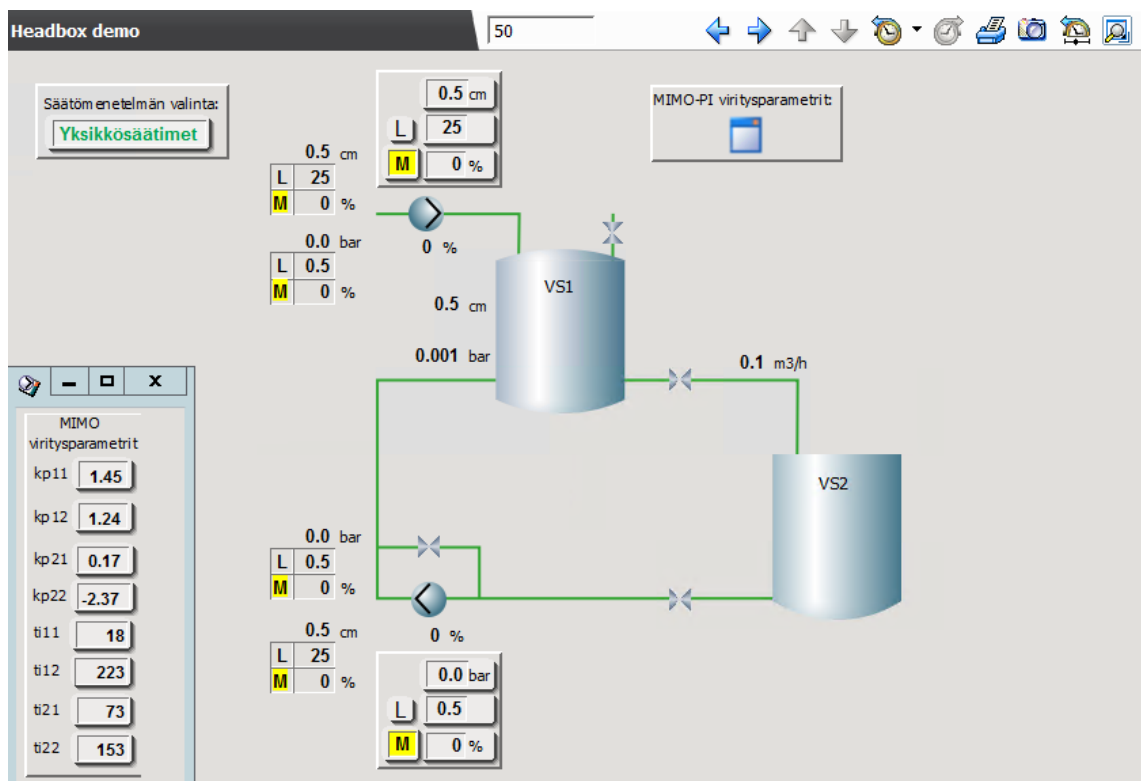 Headbox demo
50
Säätömenetelmän valinta:
Yksikkösäätimet
0.5 cm
L 25
M 0 %
MIMO-PI viritysparametrit:
0.5 cm
L 25
M 0 %
0 %
0.0 bar
L 0.5
M 0 %
VS1
0.5 cm
0.001 bar
0.1 m3/h
X
MIMO
viritysparametrit
kp11 1.45
kp12 1.24
kp21 0.17
kp22 -2.37
ti11 18
ti12 223
ti21 73
ti22 153
VS2
0.0 bar
L 0.5
M 0 %
0 %
0.5 cm
L 25
M 0 %
0.0 bar
L 0.5
M 0 %